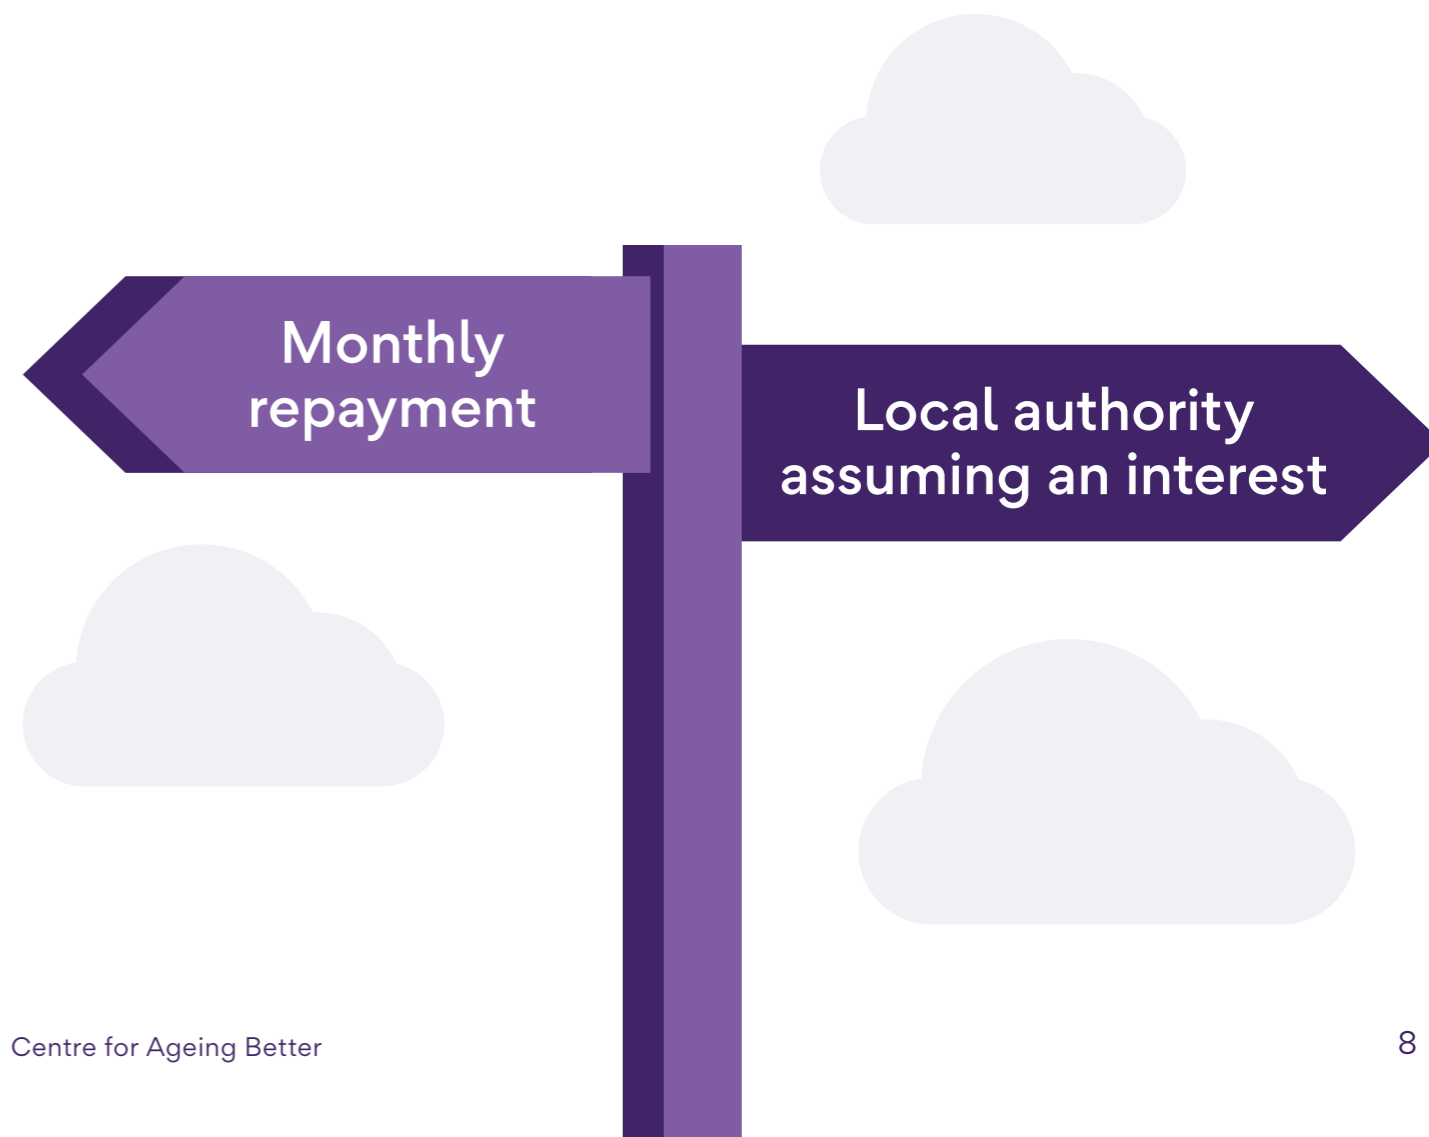 Monthly
repayment
Local authority
assuming an interest
Centre for Ageing Better
8